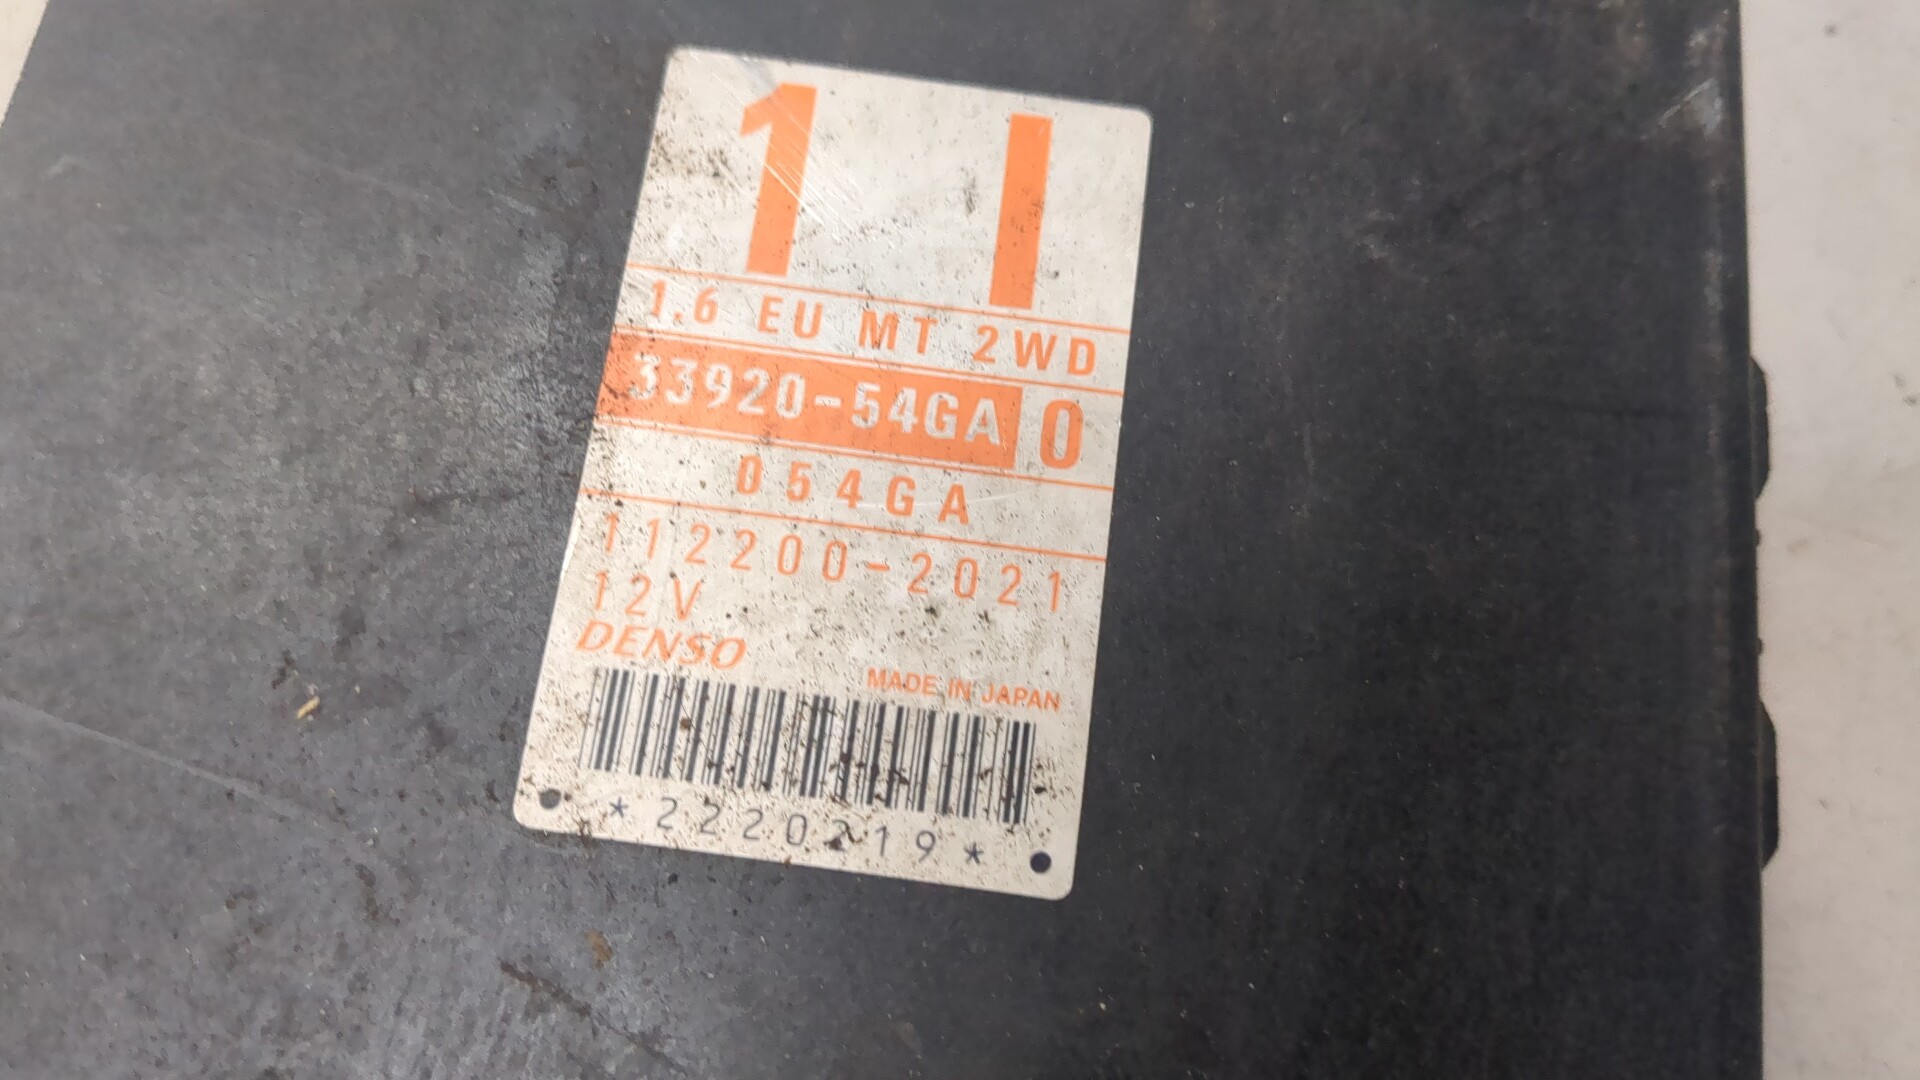 1 I
1.6 EU MT 2WD
33920-54GA 0
054GA
112200-2021
12V
DENSO
MADE IN JAPAN
*2220219*